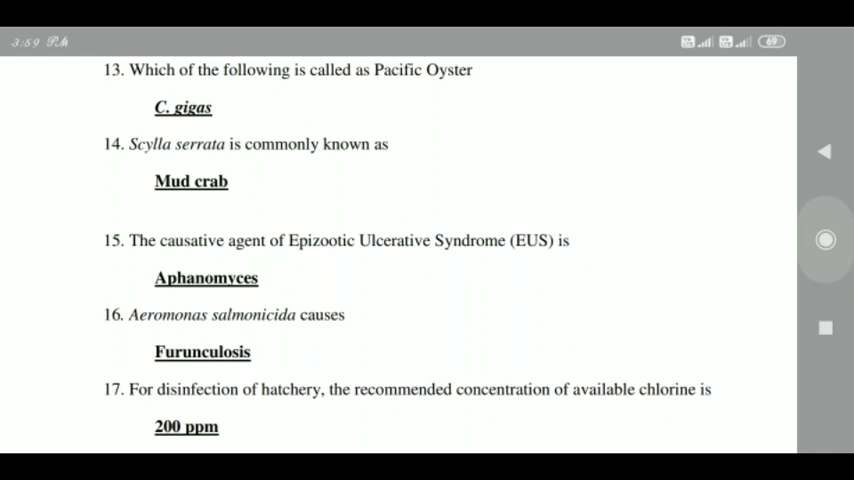 3:59 PM
69
13. Which of the following is called as Pacific Oyster
C. gigas
14. Scylla serrata is commonly known as
Mud crab
15. The causative agent of Epizootic Ulcerative Syndrome (EUS) is
Aphanomyces
16. Aeromonas salmonicida causes
Furunculosis
17. For disinfection of hatchery, the recommended concentration of available chlorine is
200 ppm